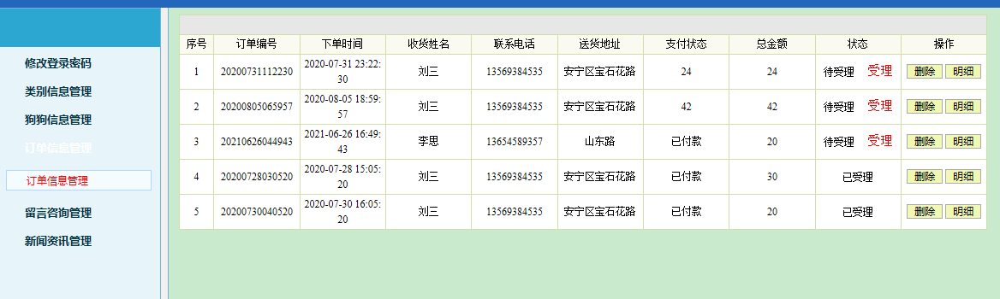 修改登录密码
类别信息管理
狗狗信息管理
订单信息管理
订单信息管理
留言咨询管理
新闻资讯管理
序号 订单编号 下单时间 收货姓名 联系电话 送货地址 支付状态 总金额 状态 操作
1 20200731112230 2020-07-31 23:22:30 刘三 13569384535 安宁区宝石花路 24 24 待受理 受理 删除 明细
2 20200805065957 2020-08-05 18:59:57 刘三 13569384535 安宁区宝石花路 42 42 待受理 受理 删除 明细
3 20210626044943 2021-06-26 16:49:43 李思 13654589357 山东路 已付款 20 待受理 受理 删除 明细
4 20200728030520 2020-07-28 15:05:20 刘三 13569384535 安宁区宝石花路 已付款 30 已受理 删除 明细
5 20200730040520 2020-07-30 16:05:20 刘三 13569384535 安宁区宝石花路 已付款 20 已受理 删除 明细